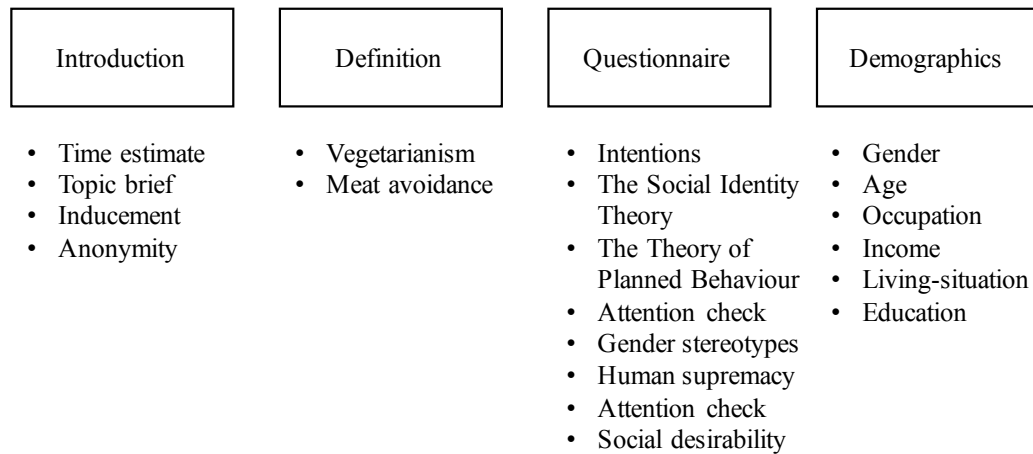 Introduction
• Time estimate
• Topic brief
• Inducement
• Anonymity
Definition
• Vegetarianism
• Meat avoidance
Questionnaire
• Intentions
• The Social Identity
Theory
• The Theory of
Planned Behaviour
• Attention check
• Gender stereotypes
• Human supremacy
• Attention check
• Social desirability
Demographics
• Gender
• Age
• Occupation
• Income
• Living-situation
• Education